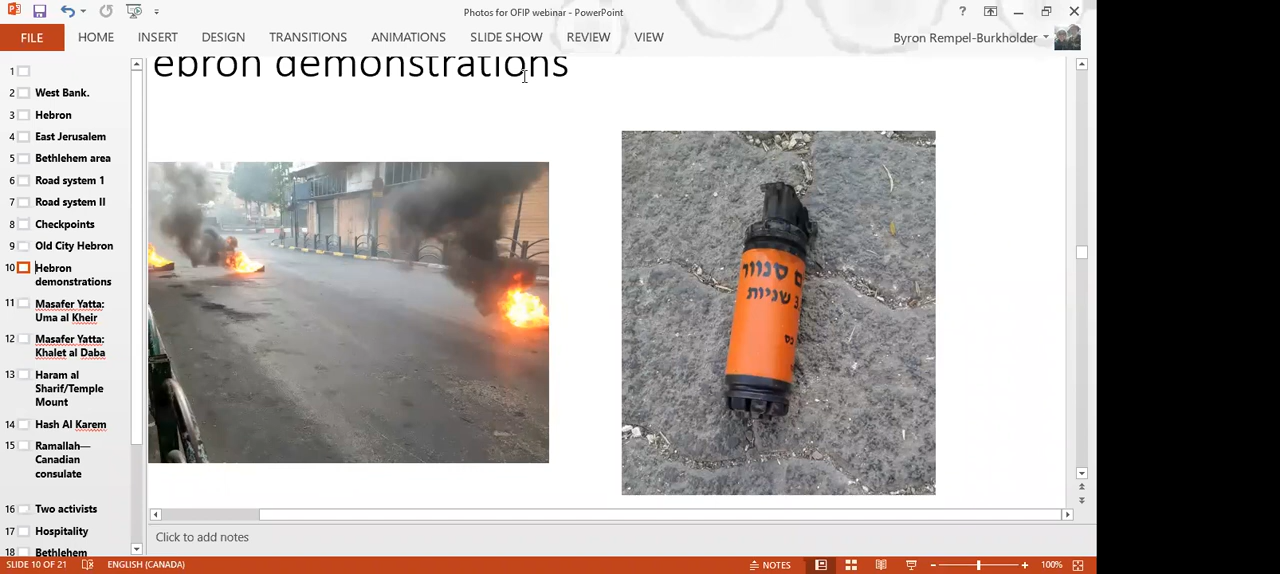 Photos for OFIP webinar - PowerPoint
?
FILE
HOME
INSERT
DESIGN
TRANSITIONS
ANIMATIONS
SLIDE SHOW
REVIEW
VIEW
Byron Rempel-Burkholder
1
2 West Bank.
3 Hebron
4 East Jerusalem
5 Bethlehem area
6 Road system 1
7 Road system II
8 Checkpoints
9 Old City Hebron
10 Hebron
demonstrations
11 Masafer Yatta:
Uma al Kheir
12 Masafer Yatta:
Khalet al Daba
13 Haram al
Sharif/Temple
Mount
14 Hash Al Karem
15 Ramallah—
Canadian
consulate
16 Two activists
17 Hospitality
18 Bethlehem
ebron demonstrations
ם סנוור
3 שניות
Click to add notes
SLIDE 10 OF 21
ENGLISH (CANADA)
NOTES
100%